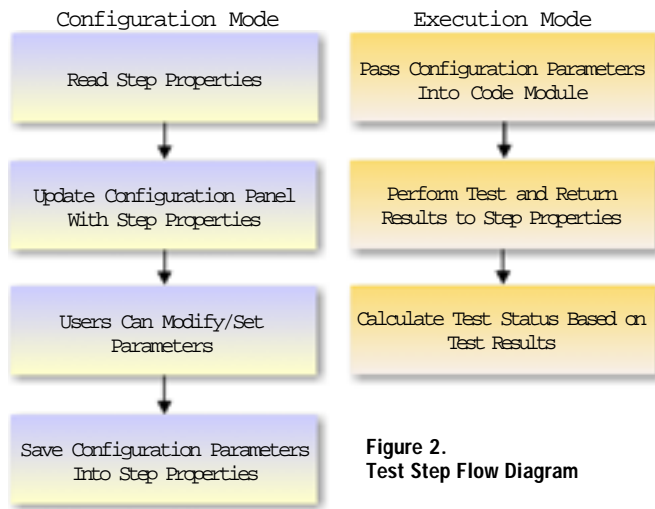 Configuration Mode
Read Step Properties
Update Configuration Panel
With Step Properties
Users Can Modify/Set
Parameters
Save Configuration Parameters
Into Step Properties
Execution Mode
Pass Configuration Parameters
Into Code Module
Perform Test and Return
Results to Step Properties
Calculate Test Status Based on
Test Results
Figure 2.
Test Step Flow Diagram